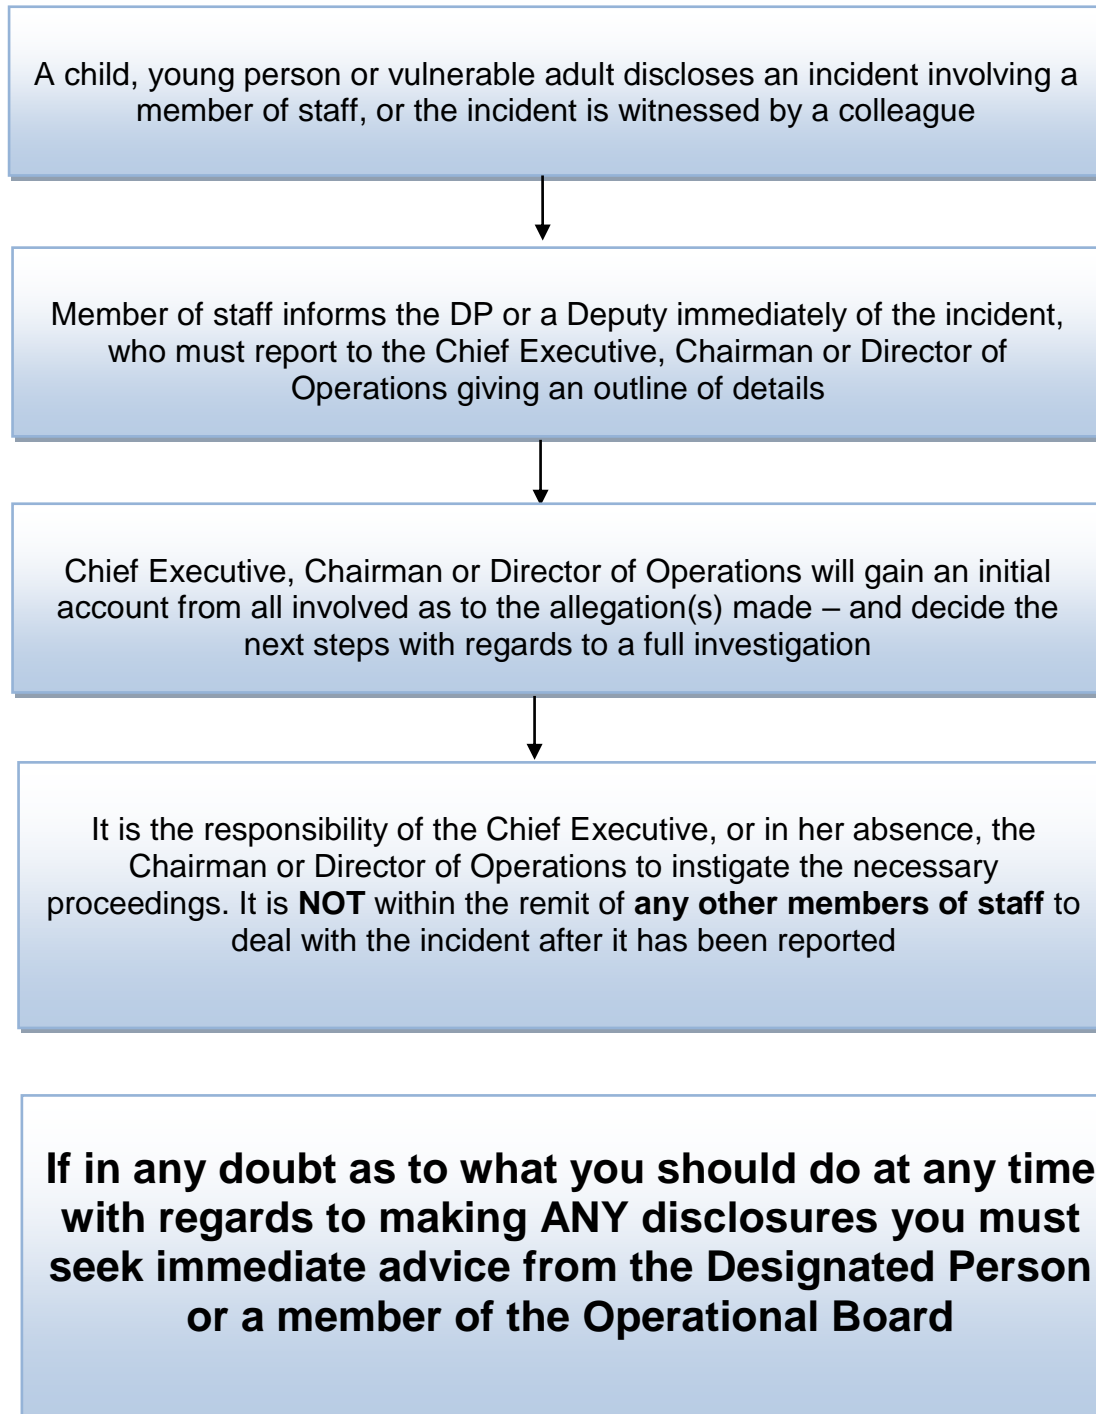 A child, young person or vulnerable adult discloses an incident involving a
member of staff, or the incident is witnessed by a colleague
Member of staff informs the DP or a Deputy immediately of the incident,
who must report to the Chief Executive, Chairman or Director of
Operations giving an outline of details
Chief Executive, Chairman or Director of Operations will gain an initial
account from all involved as to the allegation(s) made – and decide the
next steps with regards to a full investigation
It is the responsibility of the Chief Executive, or in her absence, the
Chairman or Director of Operations to instigate the necessary
proceedings. It is NOT within the remit of any other members of staff to
deal with the incident after it has been reported
If in any doubt as to what you should do at any time
with regards to making ANY disclosures you must
seek immediate advice from the Designated Person
or a member of the Operational Board